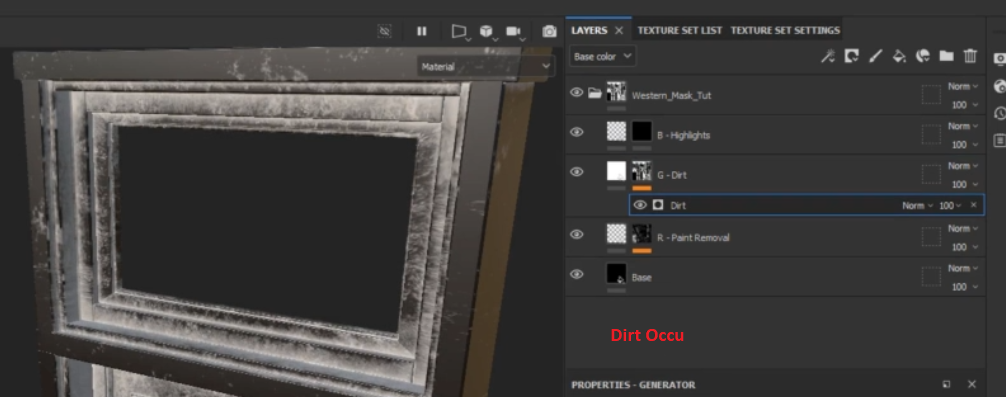 LAYERS × TEXTURE SET LIST TEXTURE SET SETTINGS
Material
Base color
Western_Mask_Tut Norm 100
B - Highlights Norm 100
G - Dirt Norm 100
Dirt Norm 100 ×
R - Paint Removal Norm 100
Base Norm 100
Dirt Occu
PROPERTIES - GENERATOR ×